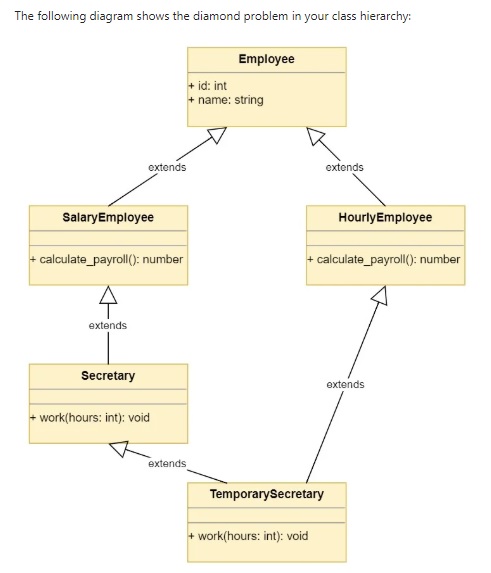 The following diagram shows the diamond problem in your class hierarchy:
Employee
+ id: int
+ name: string
extends
extends
SalaryEmployee
+ calculate_payroll(): number
HourlyEmployee
+ calculate_payroll(): number
extends
Secretary
+ work(hours: int): void
extends
extends
TemporarySecretary
+ work(hours: int): void